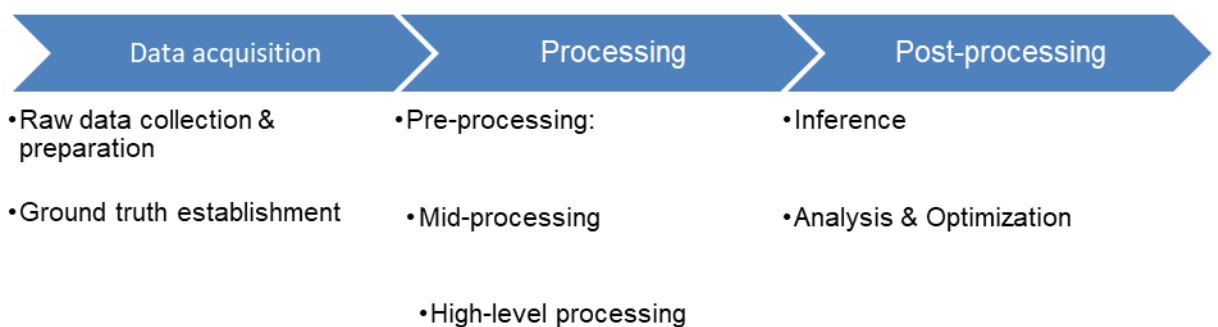 Data acquisition
Processing
Post-processing
•Raw data collection &
preparation
•Ground truth establishment
•Pre-processing:
•Mid-processing
•High-level processing
•Inference
•Analysis & Optimization